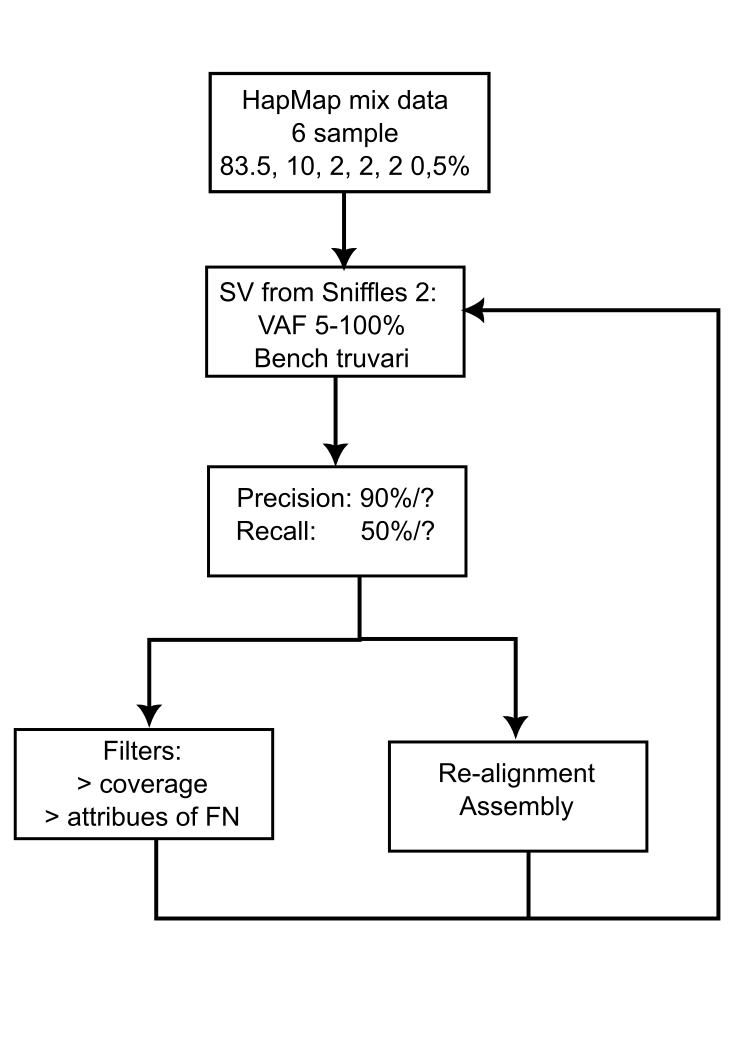 HapMap mix data
6 sample
83.5, 10, 2, 2, 2 0,5%
SV from Sniffles 2:
VAF 5-100%
Bench truvari
Precision: 90%/?
Recall: 50%/?
Filters:
> coverage
> attribues of FN
Re-alignment
Assembly